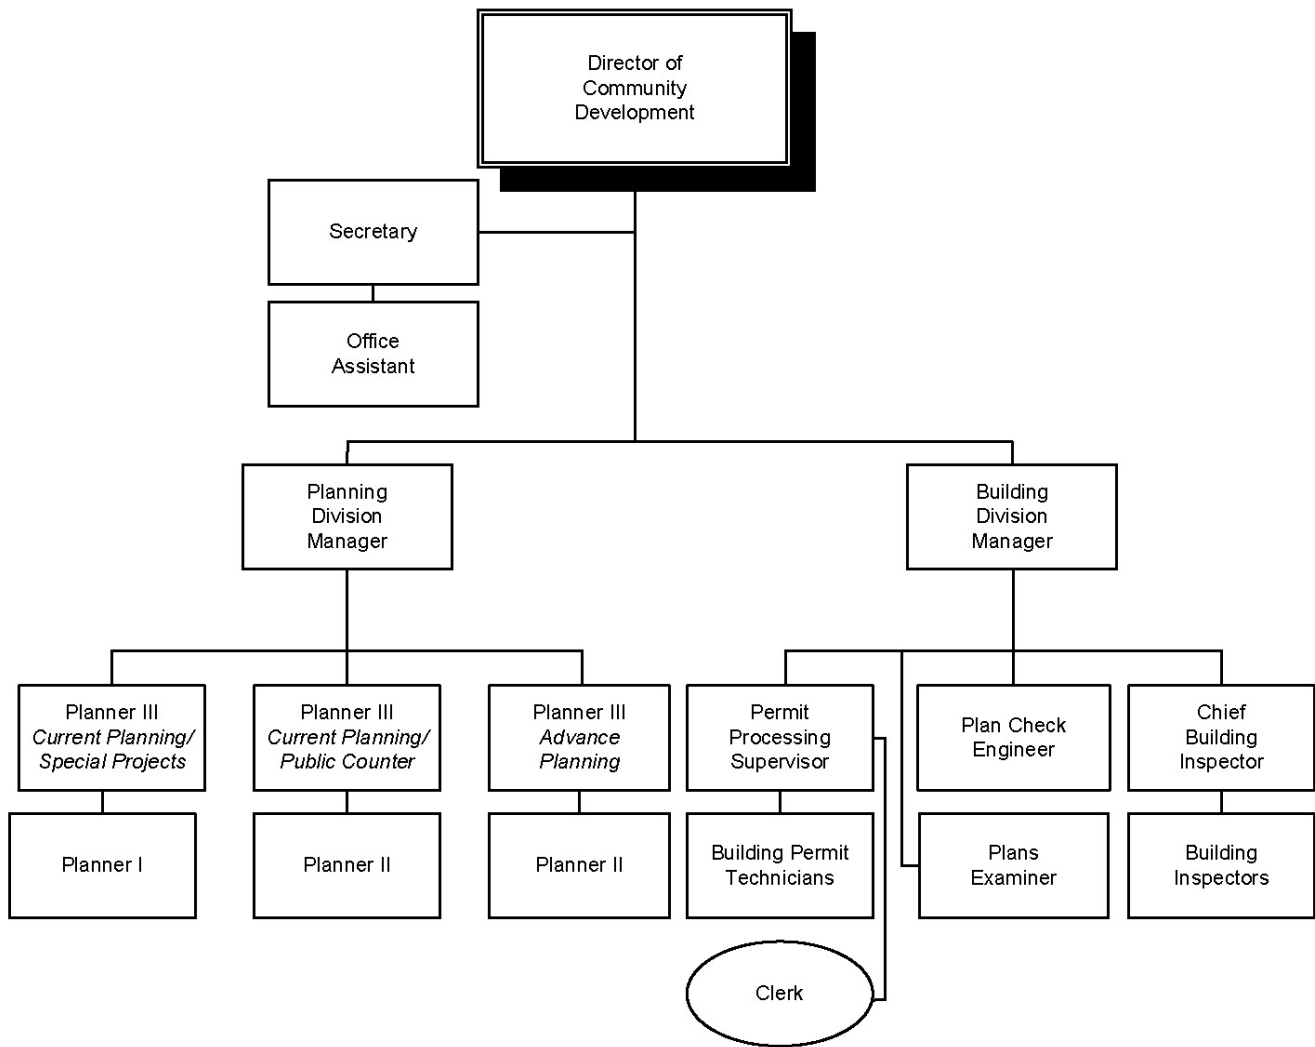 Director of
Community
Development
Secretary
Office
Assistant
Planning
Division
Manager
Building
Division
Manager
Planner III
Current Planning/
Special Projects
Planner III
Current Planning/
Public Counter
Planner III
Advance
Planning
Permit
Processing
Supervisor
Plan Check
Engineer
Chief
Building
Inspector
Planner I
Planner II
Planner II
Building Permit
Technicians
Plans
Examiner
Building
Inspectors
Clerk